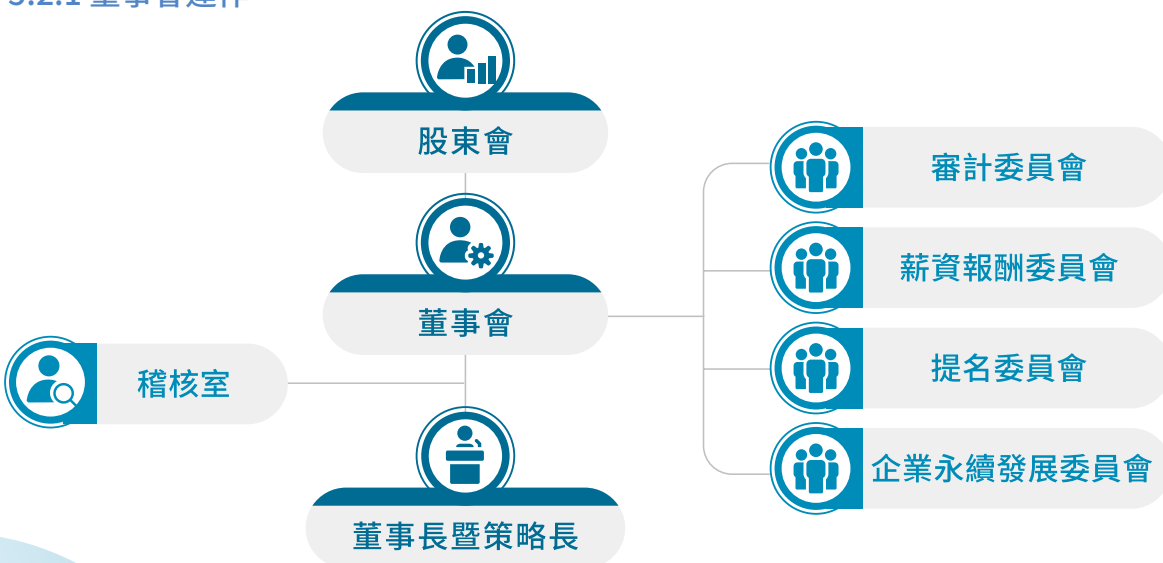 股東會
董事會
稽核室
董事長暨策略長
審計委員會
薪資報酬委員會
提名委員會
企業永續發展委員會